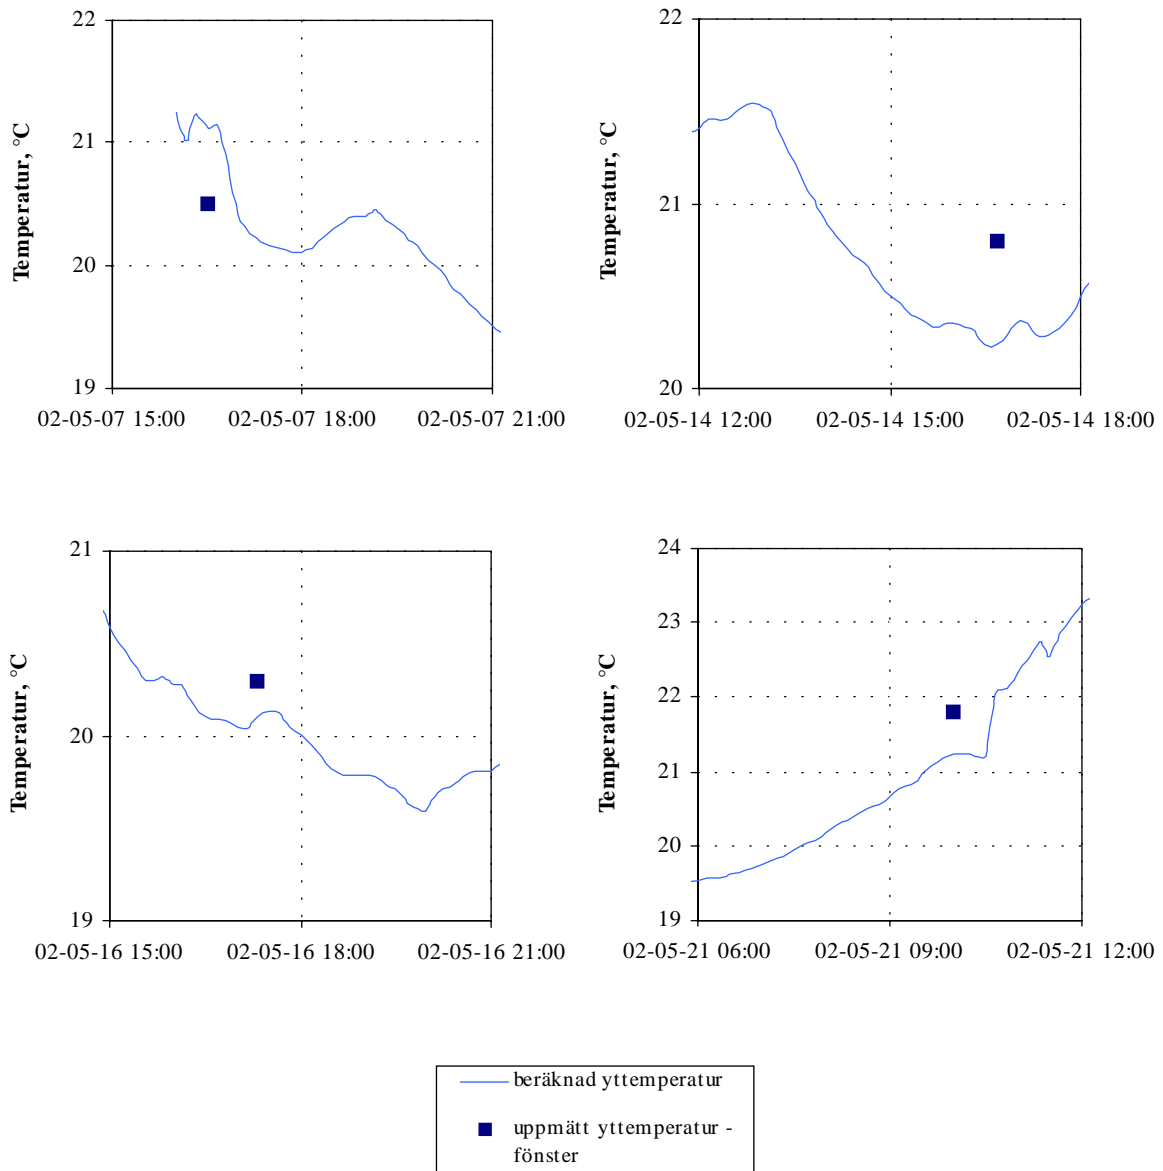 22
21
20
19
Temperatur, °C
02-05-07 15:00 02-05-07 18:00 02-05-07 21:00
22
21
20
Temperatur, °C
02-05-14 12:00 02-05-14 15:00 02-05-14 18:00
21
20
19
Temperatur, °C
02-05-16 15:00 02-05-16 18:00 02-05-16 21:00
24
23
22
21
20
19
Temperatur, °C
02-05-21 06:00 02-05-21 09:00 02-05-21 12:00
beräknad yttemperatur
uppmätt yttemperatur -
fönster